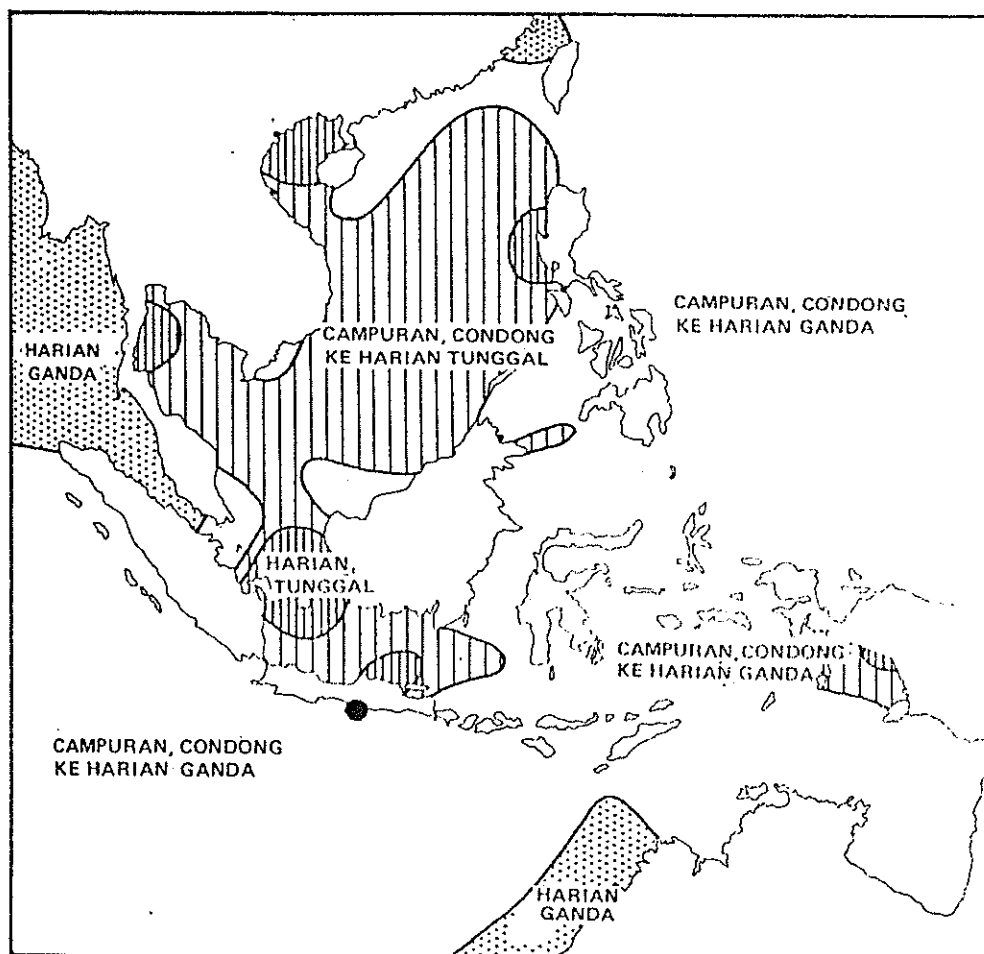 CAMPURAN, CONDONG
KE HARIAN GANDA
HARIAN
GANDA
CAMPURAN, CONDONG
KE HARIAN TUNGGAL
HARIAN,
TUNGGAL
CAMPURAN, CONDONG
KE HARIAN GANDA
CAMPURAN, CONDONG
KE HARIAN GANDA
HARIAN
GANDA